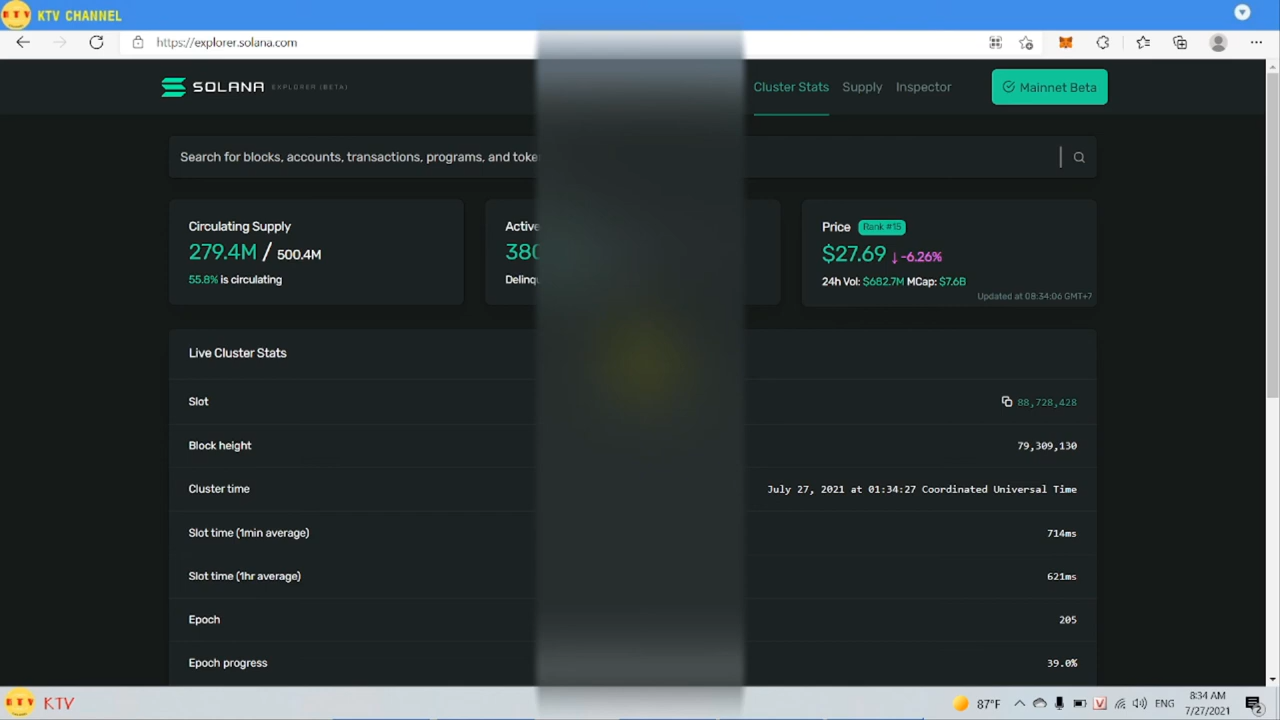 KTV CHANNEL
https://explorer.solana.com
SOLANA EXPLORER (BETA)
Cluster Stats Supply Inspector Mainnet Beta
Search for blocks, accounts, transactions, programs, and
Circulating Supply
279.4M / 500.4M
55.8% is circulating
Active
Price Rank #15
$27.69 ↓ -6.26%
24h Vol: $682.7M MCap: $7.6B
Updated at 08:34:06 GMT+7
Live Cluster Stats
Slot 88,728,428
Block height 79,309,130
Cluster time July 27, 2021 at 01:34:27 Coordinated Universal Time
Slot time (1min average) 714ms
Slot time (1hr average) 621ms
Epoch 205
Epoch progress 39.0%
KTV
87°F
V
ENG
8:34 AM
7/27/2021
2